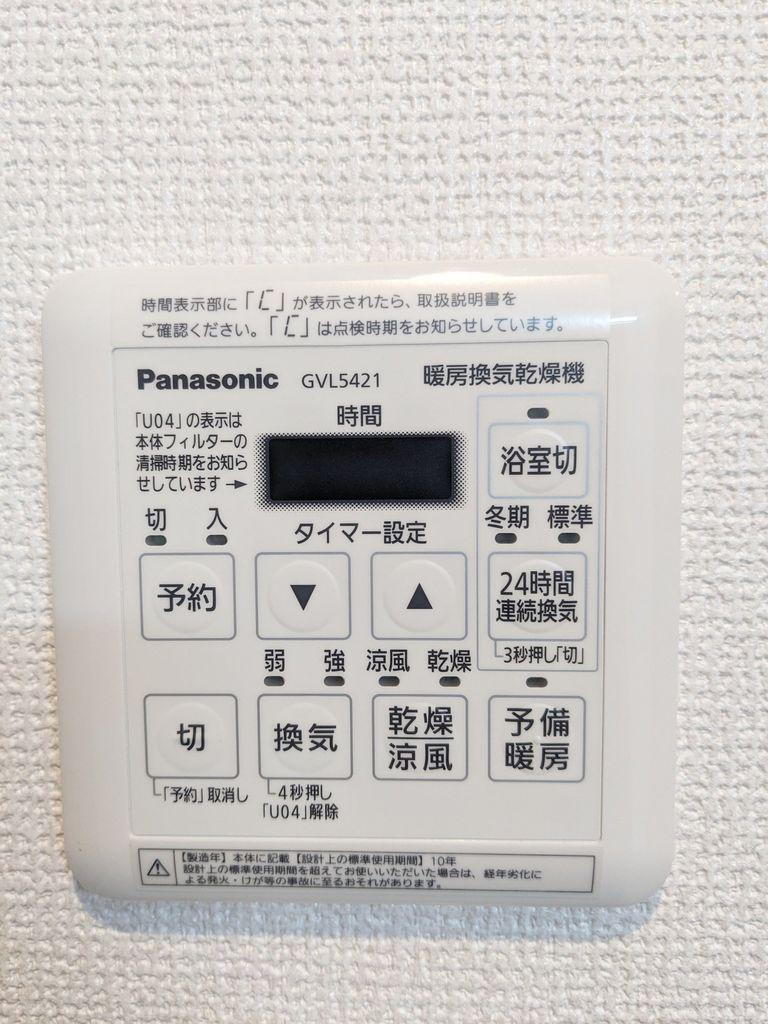 時間表示部に「[」が表示されたら、取扱説明書を
ご確認ください。「[」は点検時期をお知らせしています。
Panasonic GVL5421 暖房換気乾燥機
「U04」の表示は
本体フィルターの
清掃時期をお知ら
せしています→
時間
浴室切
切 入
タイマー設定
冬期 標準
予約
▼
▲
24時間
連続換気
3秒押し「切」
弱 強 涼風 乾燥
切
換気
乾燥
涼風
予備
暖房
「予約」取消し
4秒押し
「U04」解除
【製造年】本体に記載【設計上の標準使用期間】10年
設計上の標準使用期間を超えてお使いいただいた場合は、経年劣化に
よる発火・けが等の事故に至るおそれがあります。